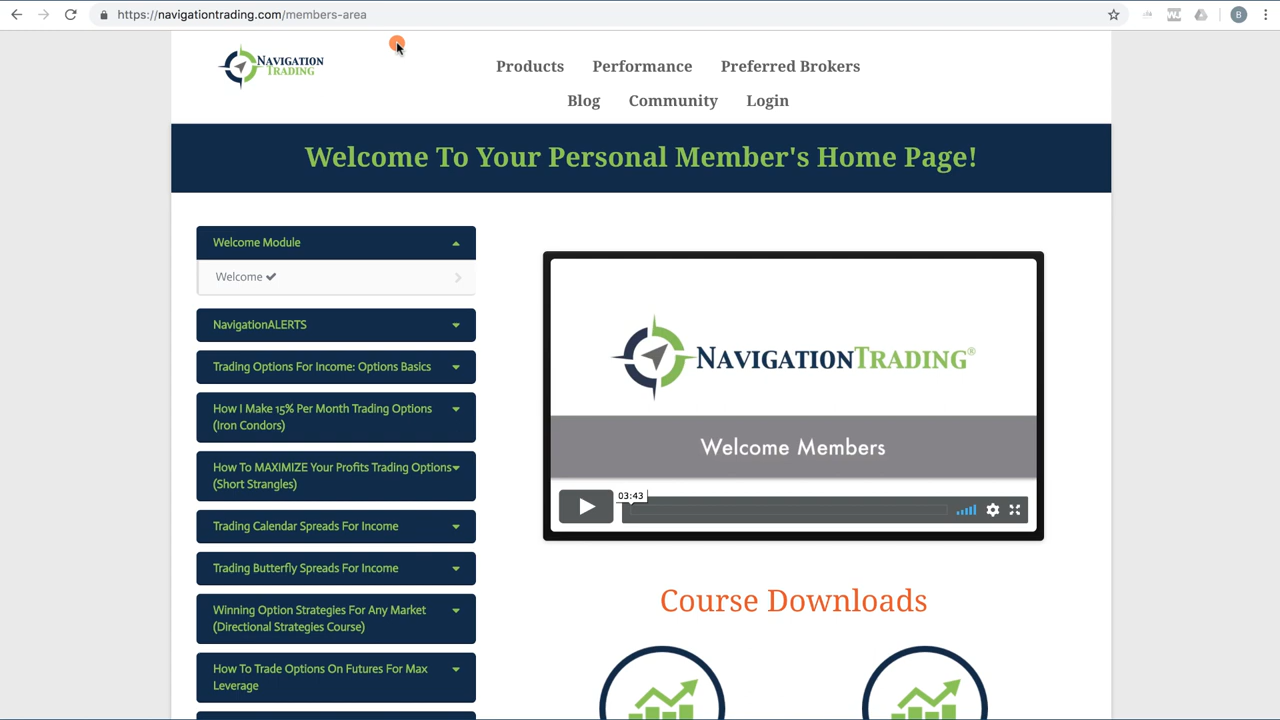 https://navigationtrading.com/members-area
B
NAVIGATION
TRADING
Products
Performance
Preferred Brokers
Blog
Community
Login
Welcome To Your Personal Member's Home Page!
Welcome Module
Welcome
NavigationALERTS
Trading Options For Income: Options Basics
How I Make 15% Per Month Trading Options
(Iron Condors)
How To MAXIMIZE Your Profits Trading Options
(Short Strangles)
Trading Calendar Spreads For Income
Trading Butterfly Spreads For Income
Winning Option Strategies For Any Market
(Directional Strategies Course)
How To Trade Options On Futures For Max
Leverage
NAVIGATIONTRADING®
Welcome Members
03:43
Course Downloads